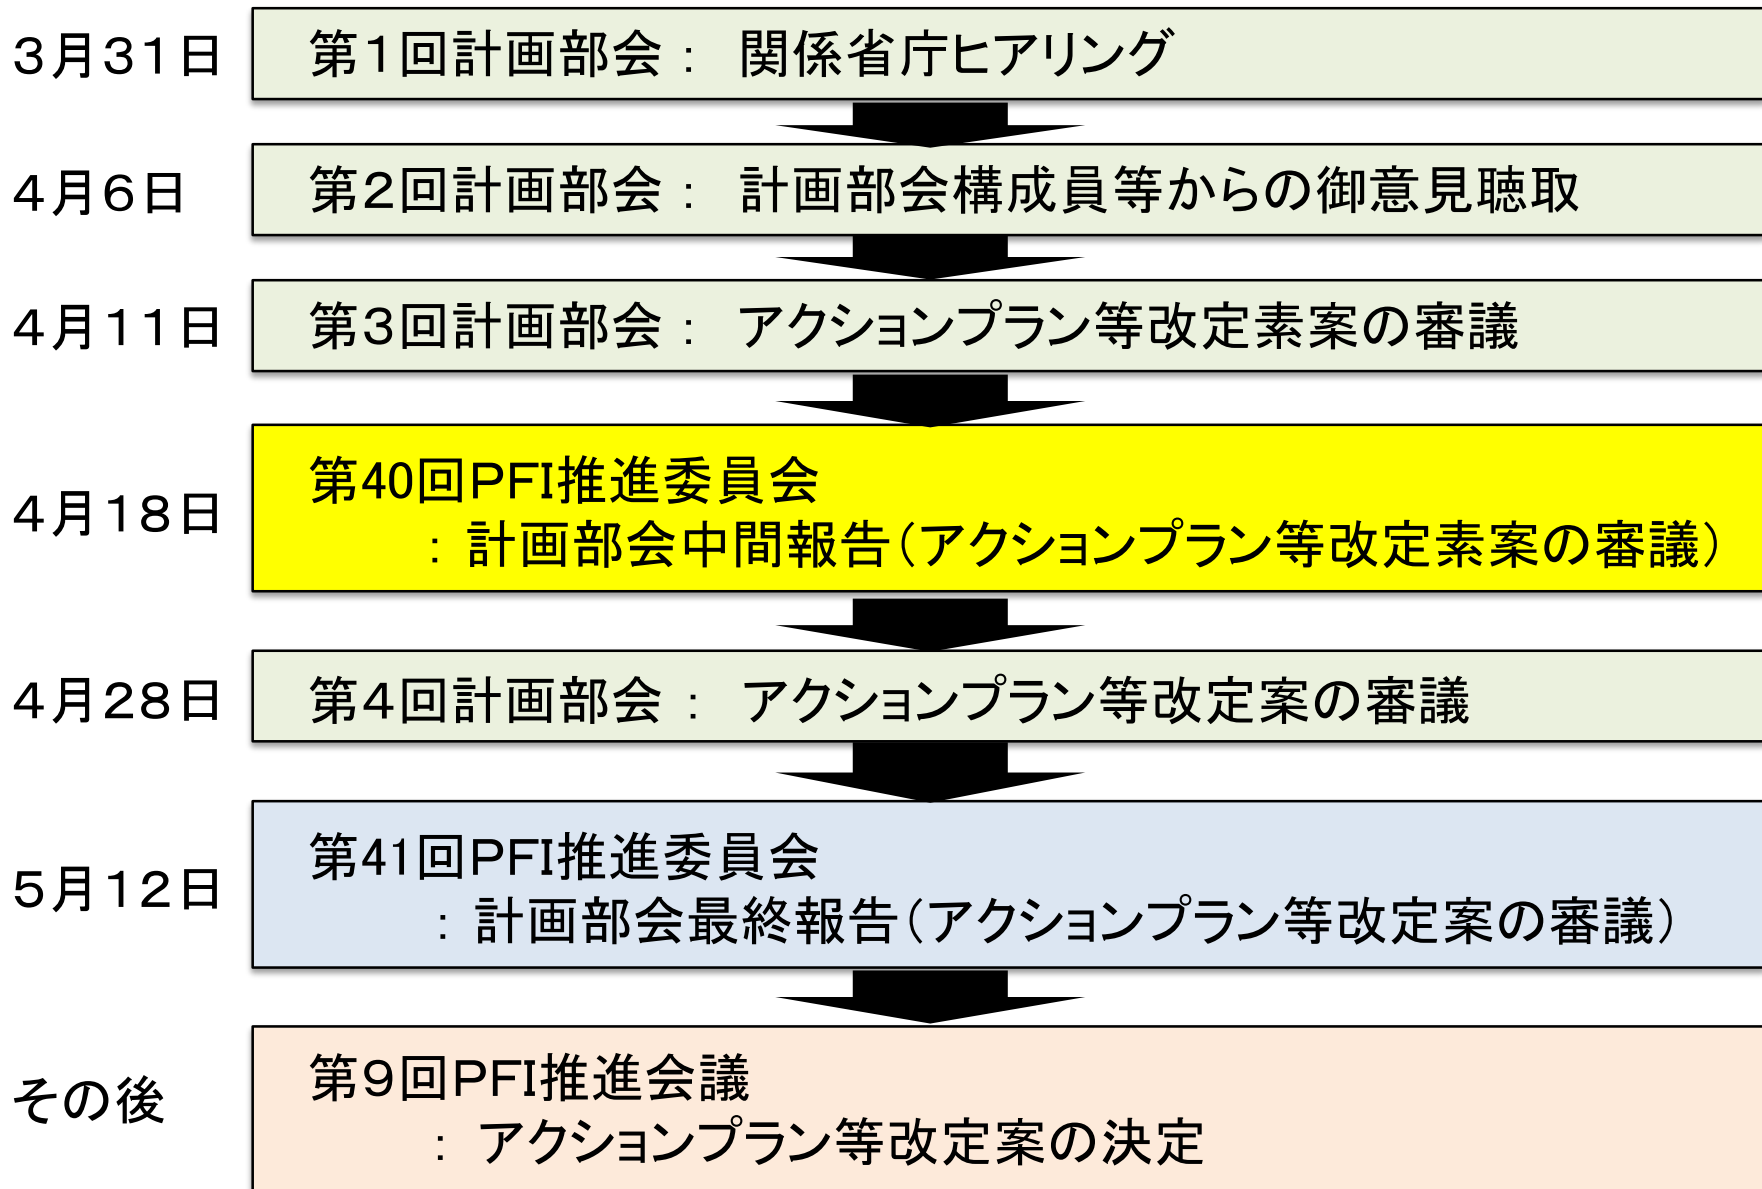 3月31日
第1回計画部会： 関係省庁ヒアリング
4月6日
第2回計画部会： 計画部会構成員等からの御意見聴取
4月11日
第3回計画部会： アクションプラン等改定素案の審議
4月18日
第40回PFI推進委員会
：計画部会中間報告（アクションプラン等改定素案の審議）
4月28日
第4回計画部会： アクションプラン等改定案の審議
5月12日
第41回PFI推進委員会
：計画部会最終報告（アクションプラン等改定案の審議）
その後
第9回PFI推進会議
：アクションプラン等改定案の決定